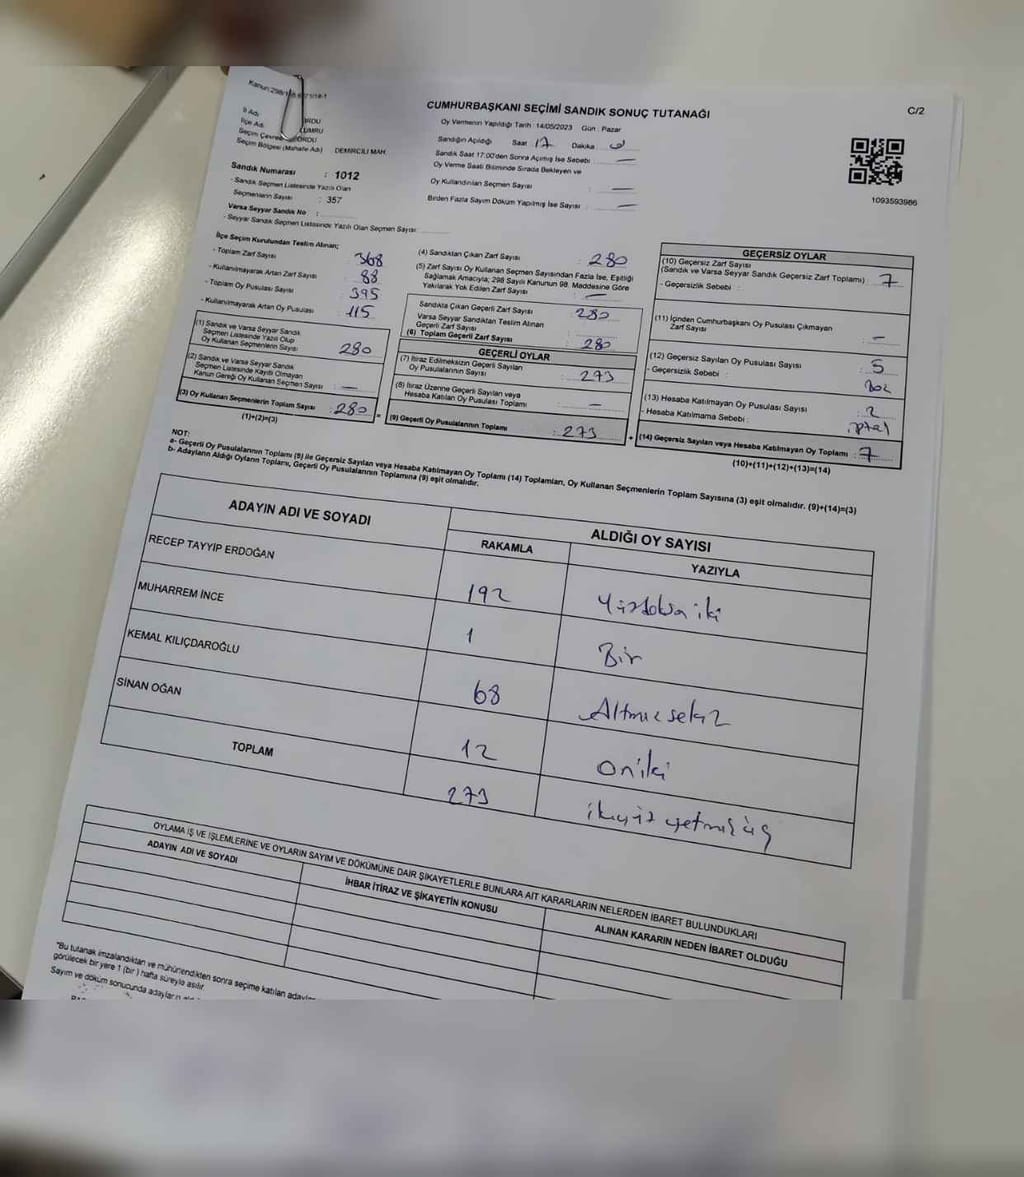 CUMHURBAŞKANI SEÇİMİ SANDIK SONUÇ TUTANAĞI
C/2
Oy Vermenin Yapıldığı Tarih : 14/05/2023 Gün : Pazar
Sandığın Açıldığı Saat 17 Dakika
Sandık Saat 17:00'den Sonra Açılmış İse Sebebi : —
Oy Verme Saati Bitiminde Sırada Bekleyen ve
Oy Kullandırılan Seçmen Sayısı : —
Birden Fazla Sayım Döküm Yapılmış İse Sayısı : —
1093593986
İl Adı
İlçe Adı
Seçim Çevresi ORDU
Seçim Bölgesi (Mahalle Adı) DEMİRCİLİ MAH.
Sandık Numarası : 1012
- Sandık Seçmen Listesinde Yazılı Olan
Seçmenlerin Sayısı : 357
Varsa Seyyar Sandık No :
- Seyyar Sandık Seçmen Listesinde Yazılı Olan Seçmen Sayısı :
İlçe Seçim Kurulundan Teslim Alınan;
- Toplam Zarf Sayısı 368
- Kullanılmayarak Artan Zarf Sayısı 88
- Toplam Oy Pusulası Sayısı 395
- Kullanılmayarak Artan Oy Pusulası 115
(1) Sandık ve Varsa Seyyar Sandık
Seçmen Listesinde Yazılı Olup
Oy Kullanan Seçmenlerin Sayısı 280
(2) Sandık ve Varsa Seyyar Sandık
Seçmen Listesinde Kayıtlı Olmayan
Kanun Gereği Oy Kullanan Seçmen Sayısı —
(3) Oy Kullanan Seçmenlerin Toplam Sayısı : 280
(1)+(2)=(3)
(4) Sandıktan Çıkan Zarf Sayısı : 280
(5) Zarf Sayısı Oy Kullanan Seçmen Sayısından Fazla İse, Eşitliği
Sağlamak Amacıyla; 298 Sayılı Kanunun 98. Maddesine Göre
Yakılarak Yok Edilen Zarf Sayısı : —
Sandıkta Çıkan Geçerli Zarf Sayısı : 280
Varsa Seyyar Sandıktan Teslim Alınan
Geçerli Zarf Sayısı
(6) Toplam Geçerli Zarf Sayısı : 280
GEÇERLİ OYLAR
(7) İtiraz Edilmeksizin Geçerli Sayılan
Oy Pusulalarının Sayısı : 273
(8) İtiraz Üzerine Geçerli Sayılan veya
Hesaba Katılan Oy Pusulası Toplamı : —
(9) Geçerli Oy Pusulalarının Toplamı : 273
GEÇERSİZ OYLAR
(10) Geçersiz Zarf Sayısı
(Sandık ve Varsa Seyyar Sandık Geçersiz Zarf Toplamı) : 7
- Geçersizlik Sebebi :
(11) İçinden Cumhurbaşkanı Oy Pusulası Çıkmayan
Zarf Sayısı : —
(12) Geçersiz Sayılan Oy Pusulası Sayısı : 5
- Geçersizlik Sebebi :
(13) Hesaba Katılmayan Oy Pusulası Sayısı : 2
- Hesaba Katılmama Sebebi : iptal
(14) Geçersiz Sayılan veya Hesaba Katılmayan Oy Toplamı : 7
(10)+(11)+(12)+(13)=(14)
NOT:
a- Geçerli Oy Pusulalarının Toplamı (9) ile Geçersiz Sayılan veya Hesaba Katılmayan Oy Toplamı (14) Toplamları, Oy Kullanan Seçmenlerin Toplam Sayısına (3) eşit olmalıdır. (9)+(14)=(3)
b- Adayların Aldığı Oyların Toplamı, Geçerli Oy Pusulalarının Toplamına (9) eşit olmalıdır.
ADAYIN ADI VE SOYADI
ALDIĞI OY SAYISI
RAKAMLA
YAZIYLA
RECEP TAYYİP ERDOĞAN 192
MUHARREM İNCE 1 Bir
KEMAL KILIÇDAROĞLU 68
SİNAN OĞAN 12 oniki
TOPLAM 273
OYLAMA İŞ VE İŞLEMLERİNE VE OYLARIN SAYIM VE DÖKÜMÜNE DAİR ŞİKAYETLERLE BUNLARA AİT KARARLARIN NELERDEN İBARET BULUNDUKLARI
ADAYIN ADI VE SOYADI
İHBAR İTİRAZ VE ŞİKAYETİN KONUSU
ALINAN KARARIN NEDEN İBARET OLDUĞU
"Bu tutanak imzalandıktan ve mühürlendikten sonra seçime katılan
görülecek bir yere 1 (bir) hafta süreyle asılır.
Sayım ve döküm sonucunda